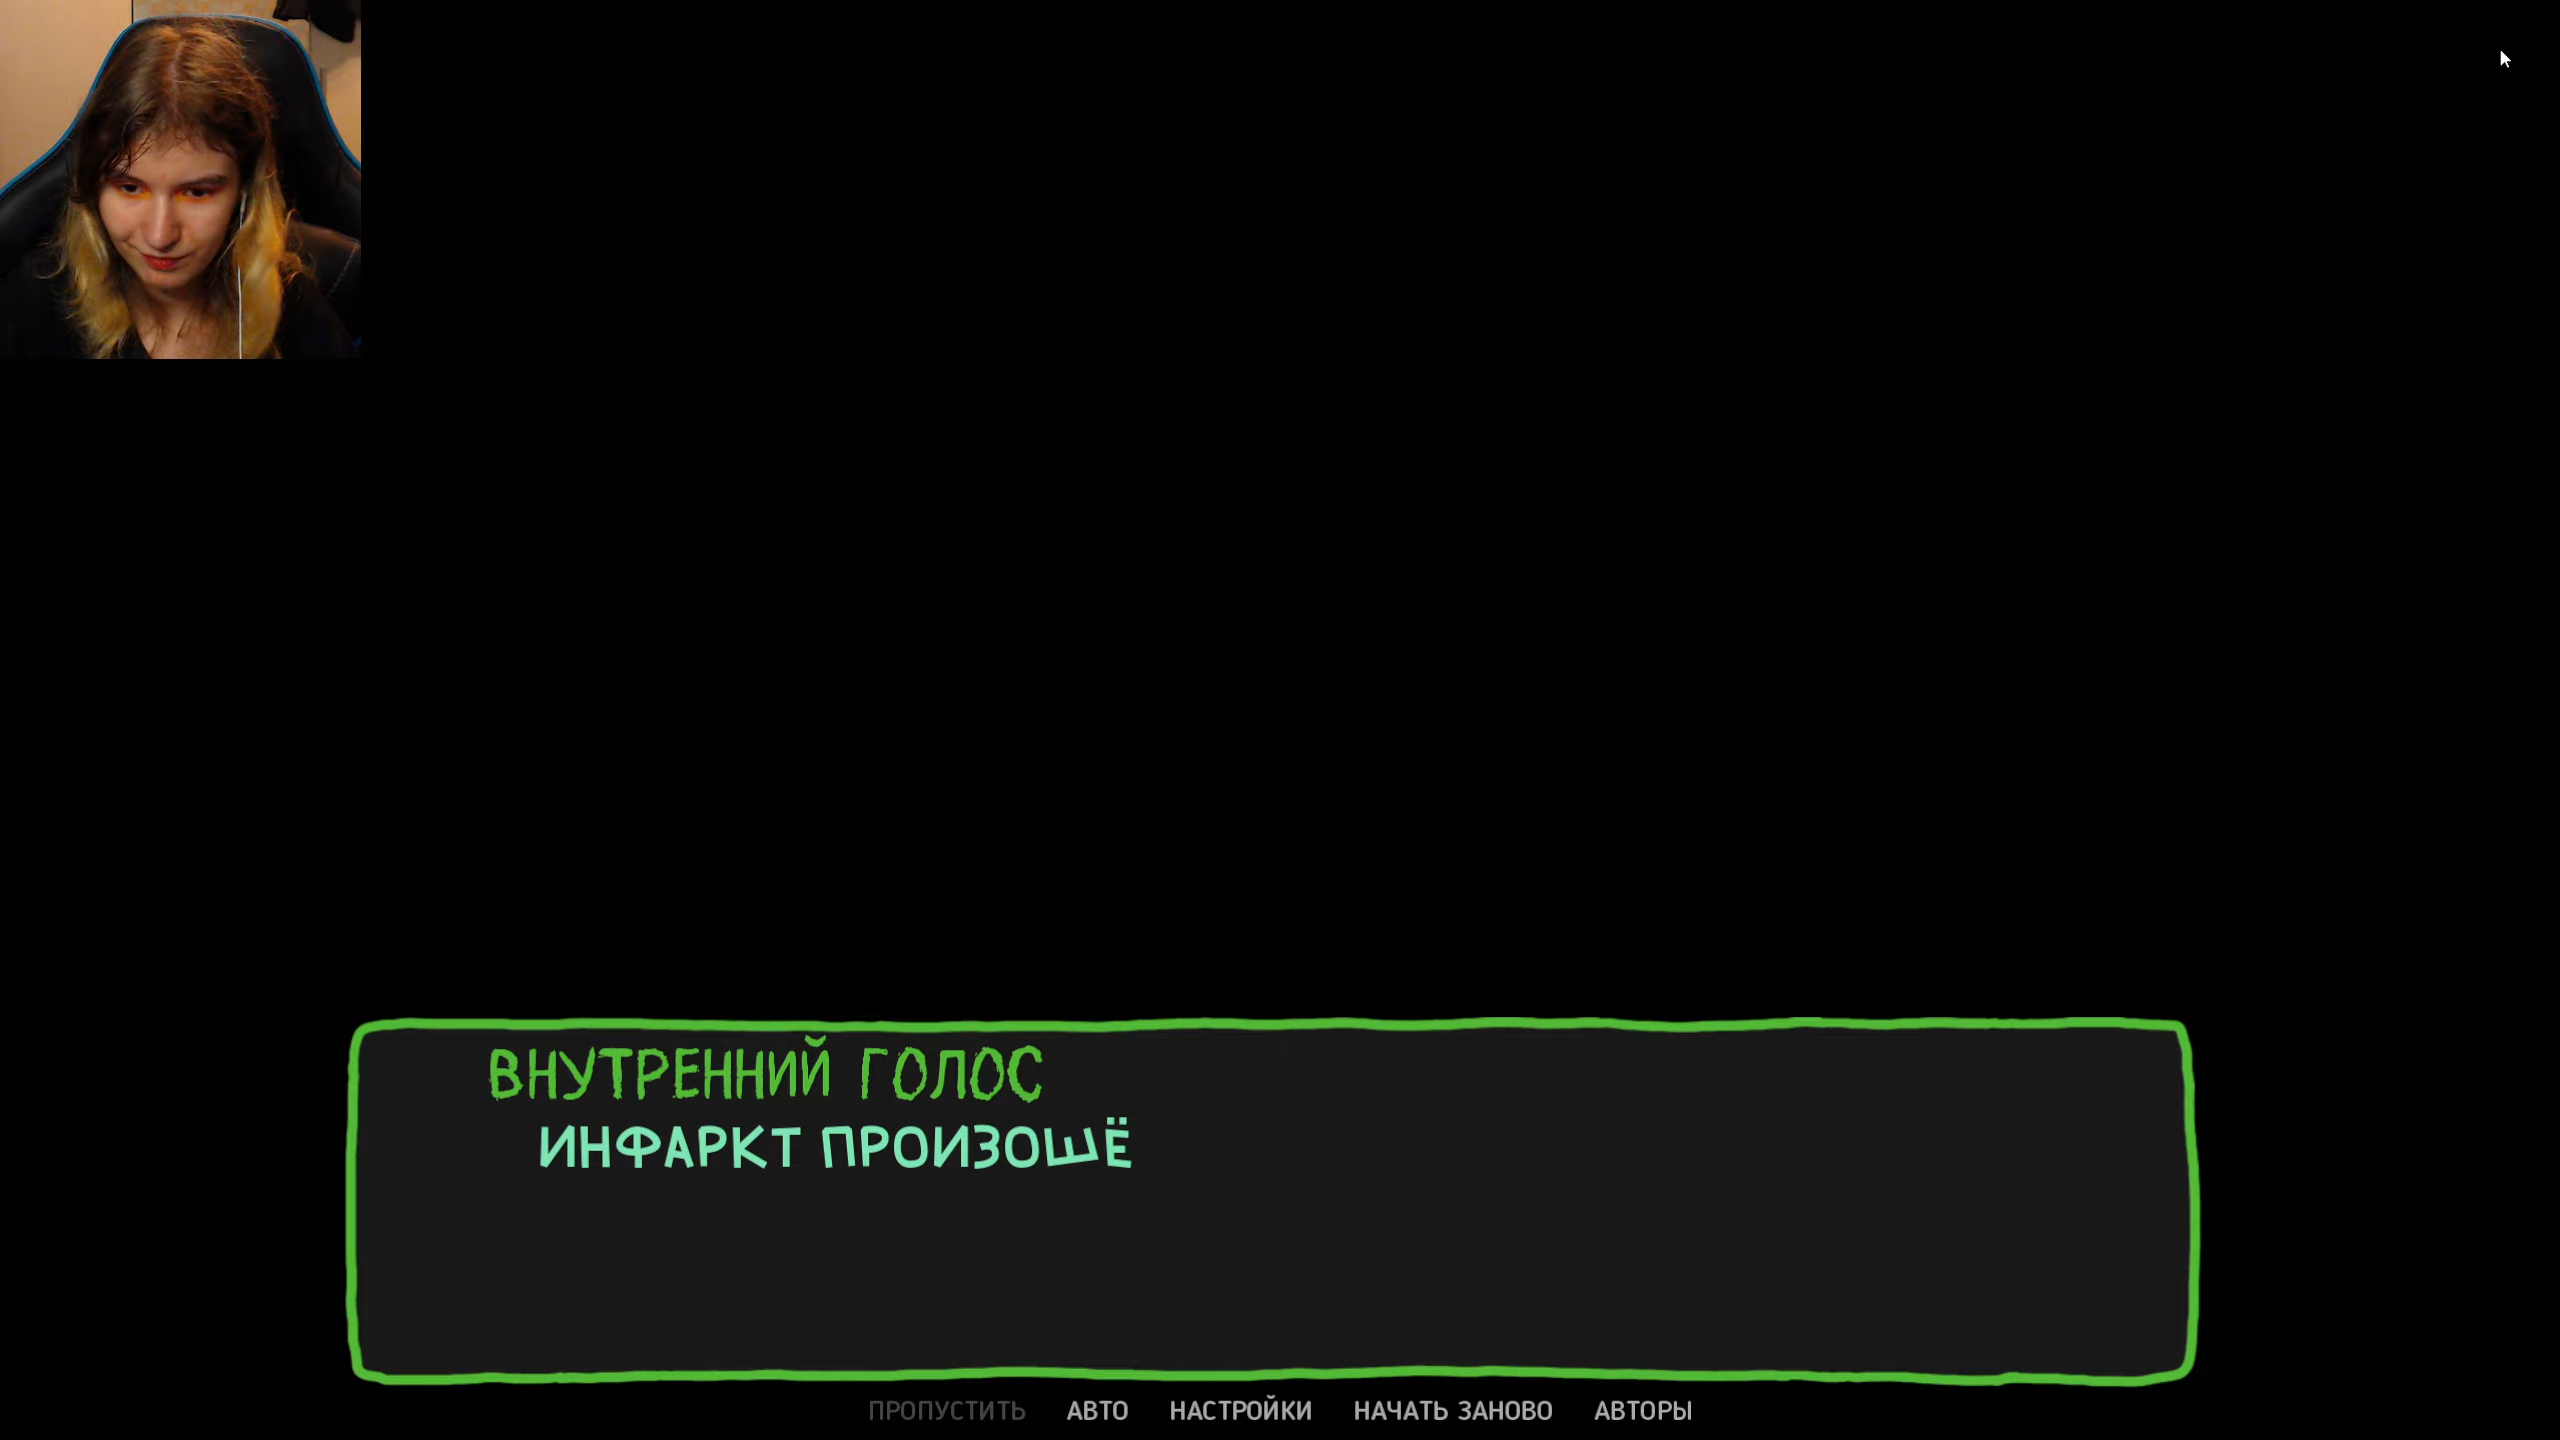 ВНУТРЕННИЙ ГОЛОС
ИНФАРКТ ПРОИЗОШЁ
ПРОПУСТИТЬ АВТО НАСТРОЙКИ НАЧАТЬ ЗАНОВО АВТОРЫ